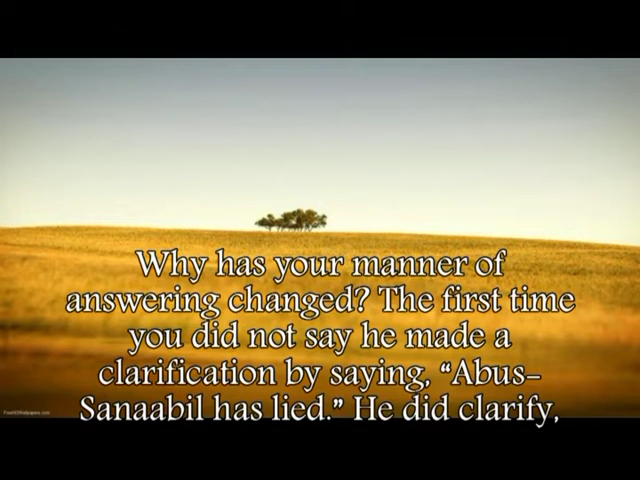 Why has your manner of
answering changed? The first time
you did not say he made a
clarification by saying, “Abus-
Sanaabil has lied.” He did clarify,